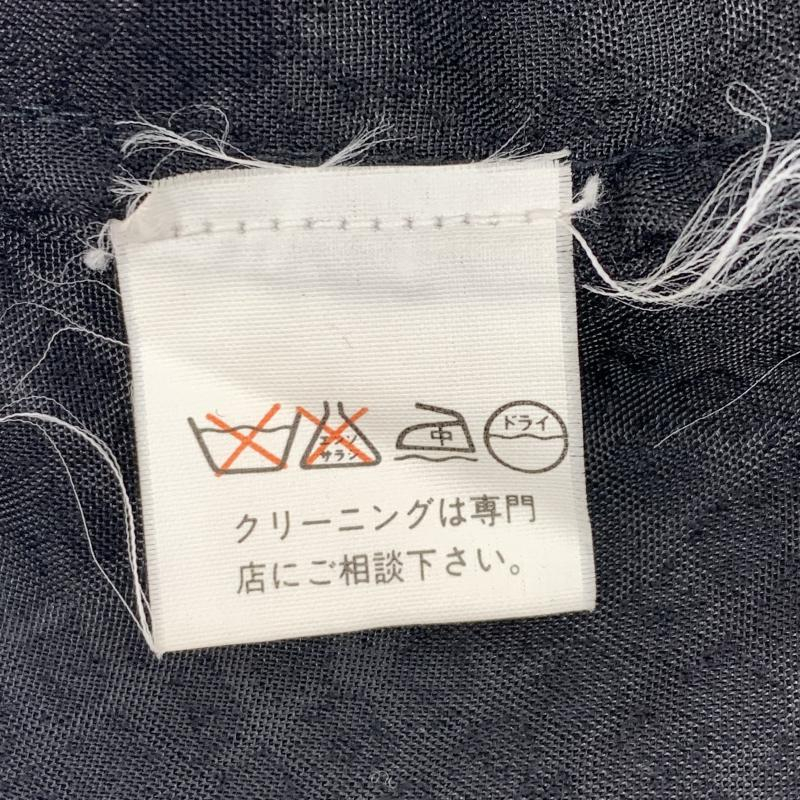 エンソ
サラシ
中
ドライ
クリーニングは専門
店にご相談下さい。